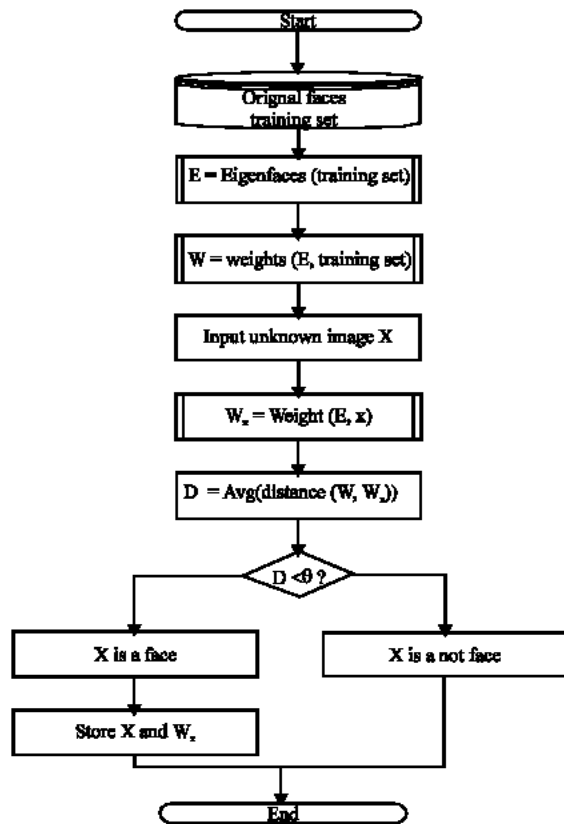 Start
Orignal faces
training set
E = Eigenfaces (training set)
W = weights (E, training set)
Input unknown image X
Wₓ = Weight (E, x)
D = Avg(distance (W, Wₓ))
D <θ ?
X is a face
X is a not face
Store X and Wₓ
End